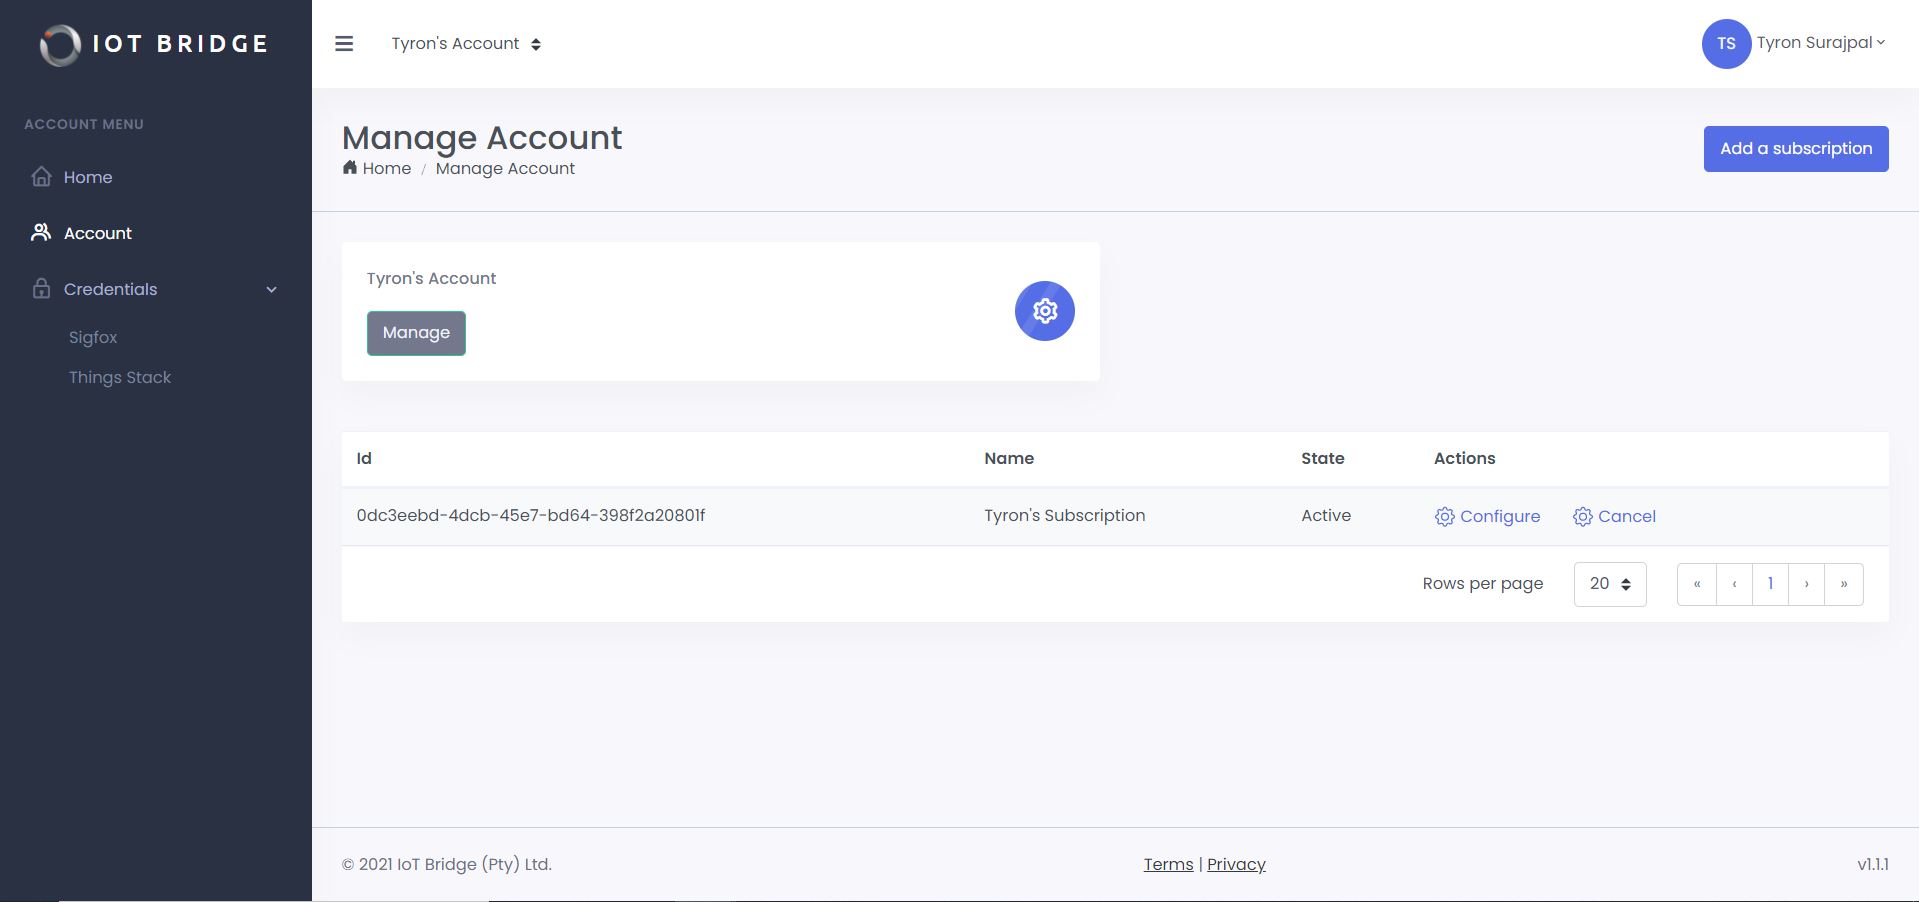 IOT BRIDGE
Tyron's Account
TS
Tyron Surajpal
ACCOUNT MENU
Home
Account
Credentials
Sigfox
Things Stack
Manage Account
Home / Manage Account
Add a subscription
Tyron's Account
Manage
Id Name State Actions
0dc3eebd-4dcb-45e7-bd64-398f2a20801f Tyron's Subscription Active Configure Cancel
Rows per page 20 « ‹ 1 › »
© 2021 IoT Bridge (Pty) Ltd. Terms | Privacy v1.1.1